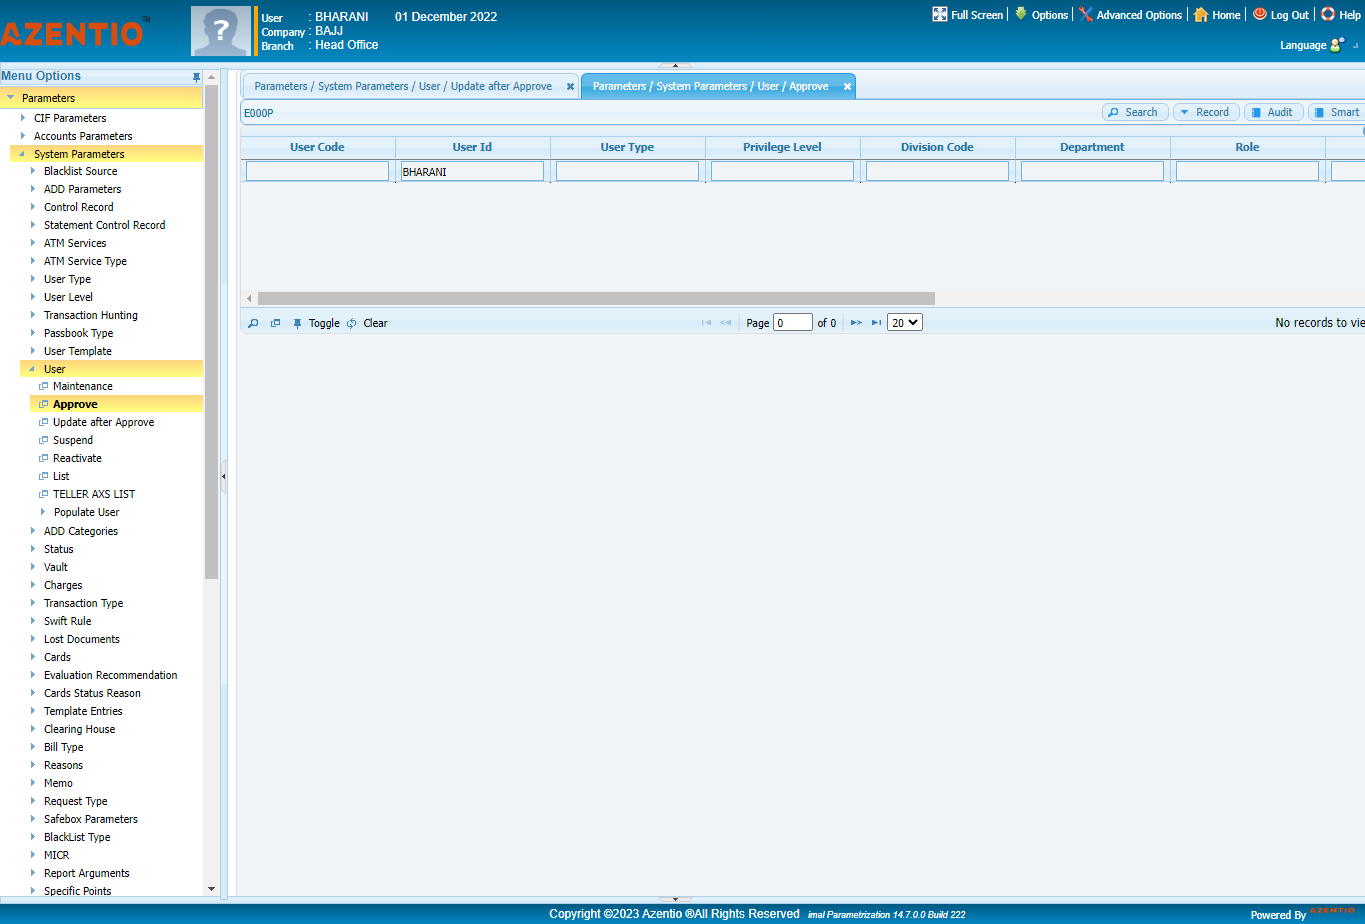 AZENTIO™
User : BHARANI 01 December 2022
Company : BAJJ
Branch : Head Office
Full Screen Options Advanced Options Home Log Out Help
Language
Menu Options
Parameters
CIF Parameters
Accounts Parameters
System Parameters
Blacklist Source
ADD Parameters
Control Record
Statement Control Record
ATM Services
ATM Service Type
User Type
User Level
Transaction Hunting
Passbook Type
User Template
User
Maintenance
Approve
Update after Approve
Suspend
Reactivate
List
TELLER AXS LIST
Populate User
ADD Categories
Status
Vault
Charges
Transaction Type
Swift Rule
Lost Documents
Cards
Evaluation Recommendation
Cards Status Reason
Template Entries
Clearing House
Bill Type
Reasons
Memo
Request Type
Safebox Parameters
BlackList Type
MICR
Report Arguments
Specific Points
Parameters / System Parameters / User / Update after Approve Parameters / System Parameters / User / Approve
E000P Search Record Audit Smart
User Code User Id User Type Privilege Level Division Code Department Role
BHARANI
Toggle Clear Page 0 of 0 20 No records to vie
Copyright ©2023 Azentio ®All Rights Reserved imal Parametrization 14.7.0.0 Build 222
Powered By AZENTIO